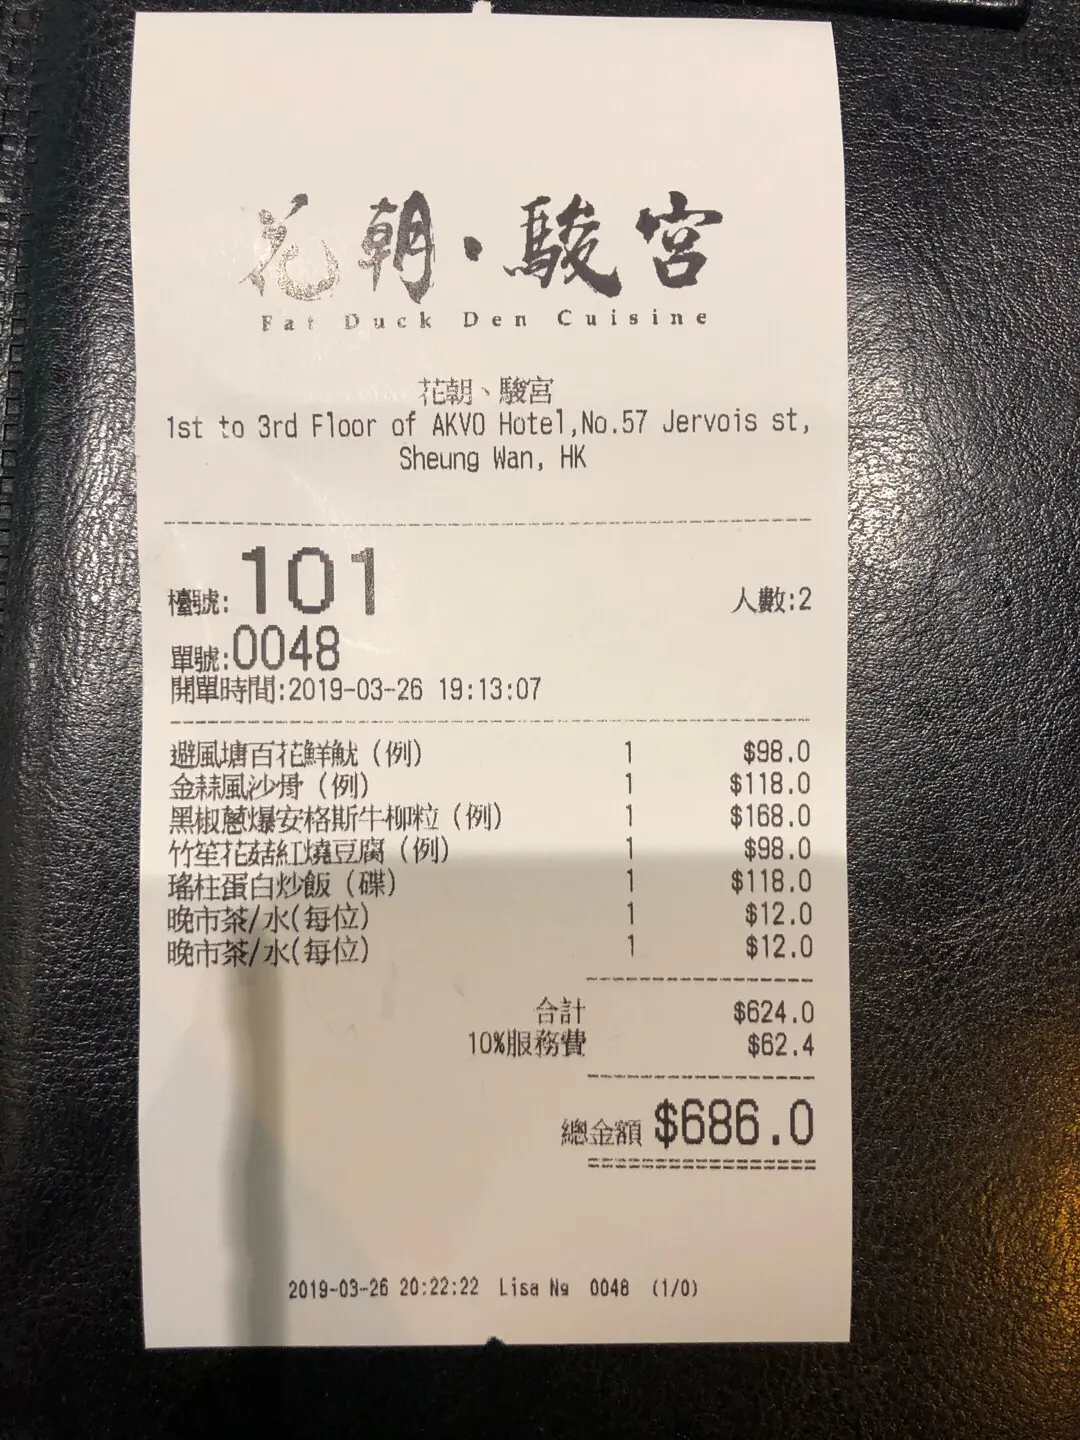 花朝·駿宮
Fat Duck Den Cuisine
花朝、駿宮
1st to 3rd Floor of AKVO Hotel,No.57 Jervois st,
Sheung Wan, HK
檯號: 101 人數:2
單號:0048
開單時間:2019-03-26 19:13:07
避風塘百花鮮魷（例） 1 $98.0
金蒜風沙骨（例） 1 $118.0
黑椒蔥爆安格斯牛柳粒（例） 1 $168.0
竹笙花菇紅燒豆腐（例） 1 $98.0
瑤柱蛋白炒飯（碟） 1 $118.0
晚市茶/水(每位) 1 $12.0
晚市茶/水(每位) 1 $12.0
合計 $624.0
10%服務費 $62.4
總金額 $686.0
2019-03-26 20:22:22 Lisa Ng 0048 (1/0)